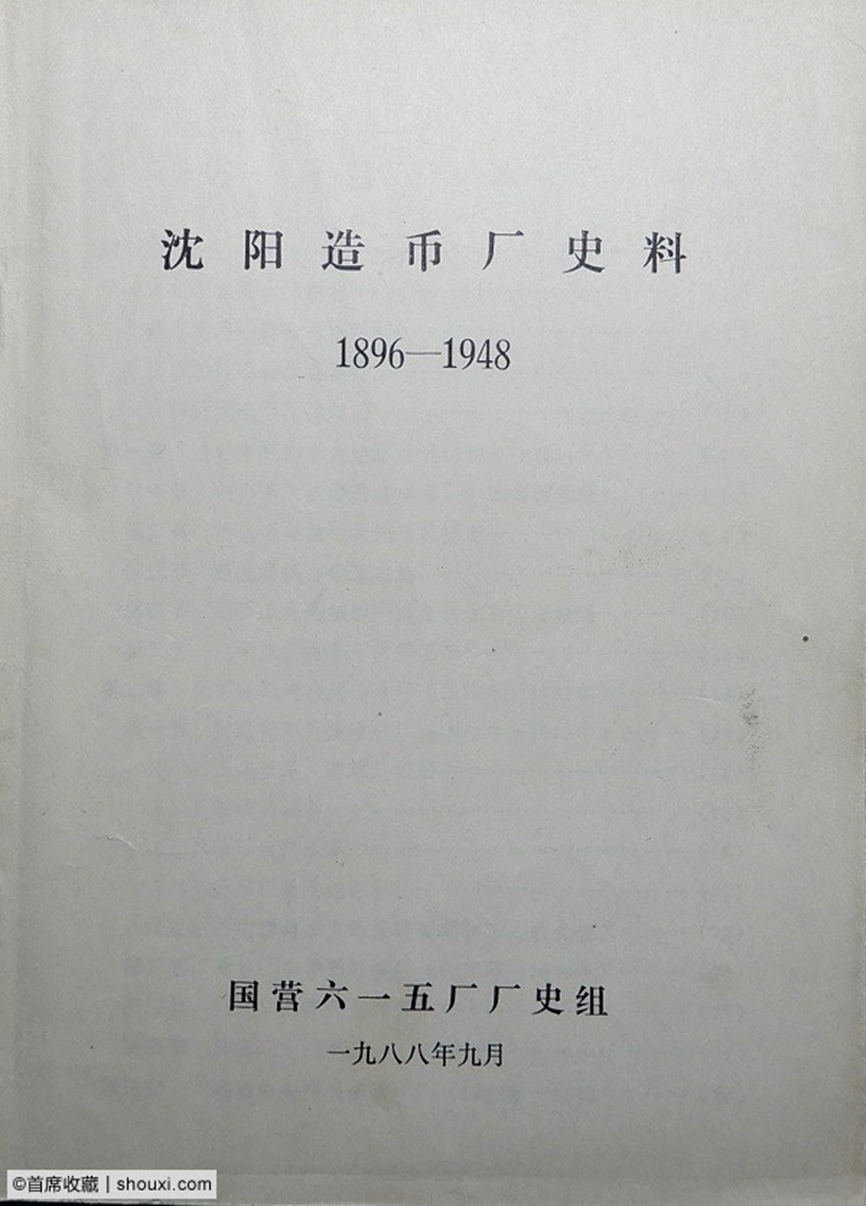 沈阳造币厂史料
1896—1948
国营六一五厂厂史组
一九八八年九月
©首席收藏 | shouxi.com